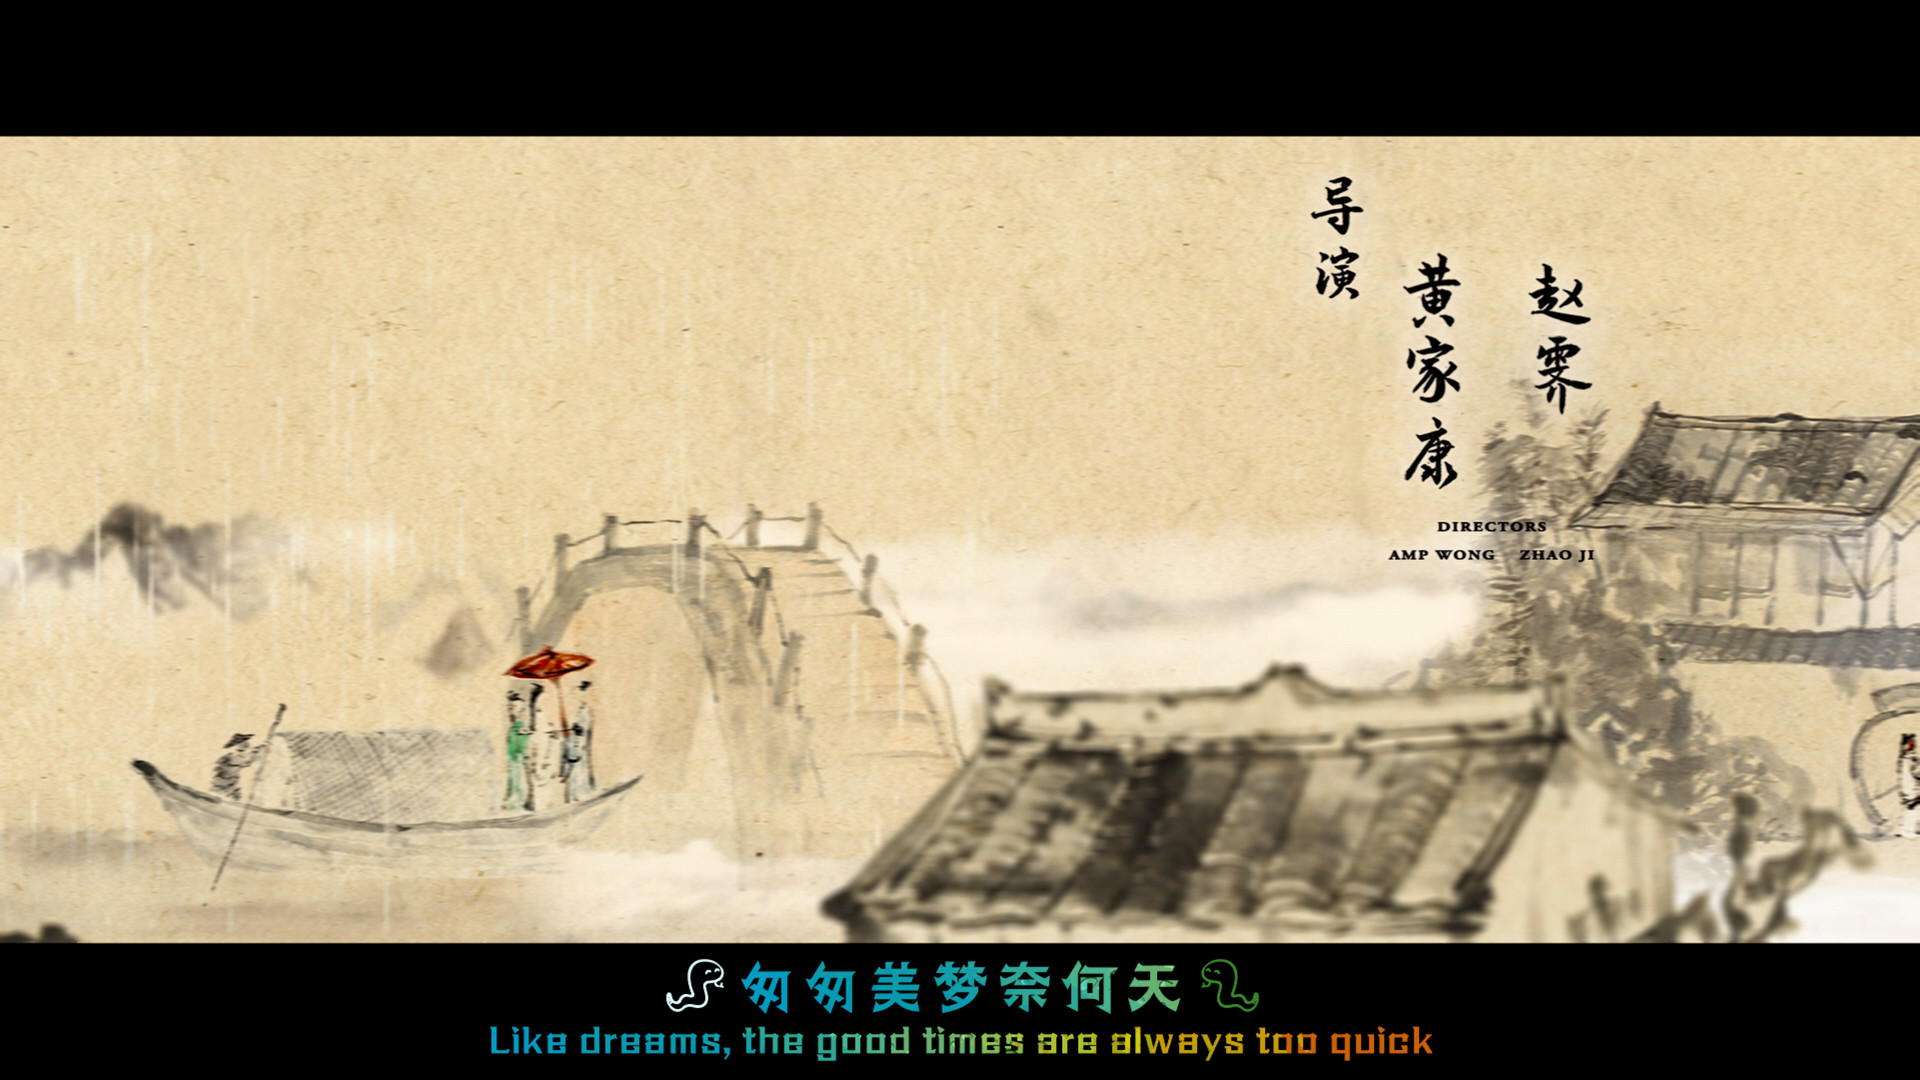 导演
黄家康
赵霁
DIRECTORS
AMP WONG ZHAO JI
匆匆美梦奈何天
Like dreams, the good times are always too quick